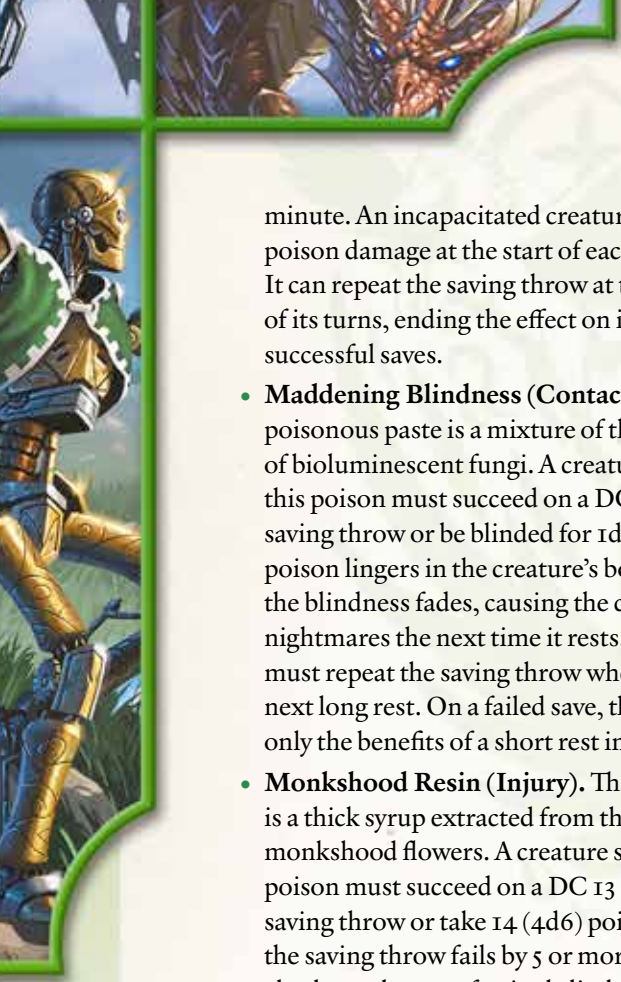 minute. An incapacitated creatur
poison damage at the start of each
It can repeat the saving throw at t
of its turns, ending the effect on i
successful saves.
• Maddening Blindness (Contac
poisonous paste is a mixture of th
of bioluminescent fungi. A creatu
this poison must succeed on a DC
saving throw or be blinded for 1d
poison lingers in the creature's bo
the blindness fades, causing the c
nightmares the next time it rests.
must repeat the saving throw whe
next long rest. On a failed save, th
only the benefits of a short rest in
• Monkshood Resin (Injury). Th
is a thick syrup extracted from th
monkshood flowers. A creature s
poison must succeed on a DC 13
saving throw or take 14 (4d6) poi
the saving throw fails by 5 or mor